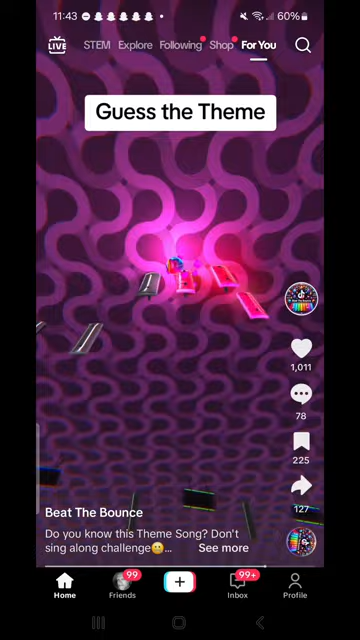 11:43
60%
LIVE
STEM Explore Following Shop For You
Guess the Theme
1,011
78
225
127
Beat The Bounce
Do you know this Theme Song? Don't
sing along challenge😬... See more
99
99+
Home Friends Inbox Profile